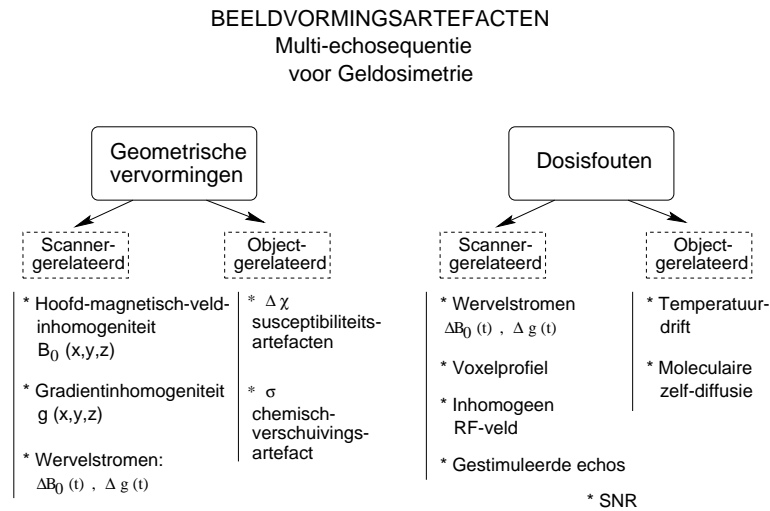 BEELDVORMINGSARTEFACTEN
Multi-echosequentie
voor Geldosimetrie
Geometrische
vervormingen
Scanner-
gerelateerd
* Hoofd-magnetisch-veld-
inhomogeniteit
B0 (x,y,z)
* Gradientinhomogeniteit
g (x,y,z)
* Wervelstromen:
ΔB0 (t) , Δ g (t)
Object-
gerelateerd
* Δ χ
susceptibiliteits-
artefacten
* σ
chemisch-
verschuivings-
artefact
Dosisfouten
Scanner-
gerelateerd
* Wervelstromen
ΔB0 (t) , Δ g (t)
* Voxelprofiel
* Inhomogeen
RF-veld
* Gestimuleerde echos
Object-
gerelateerd
* Temperatuur-
drift
* Moleculaire
zelf-diffusie
* SNR